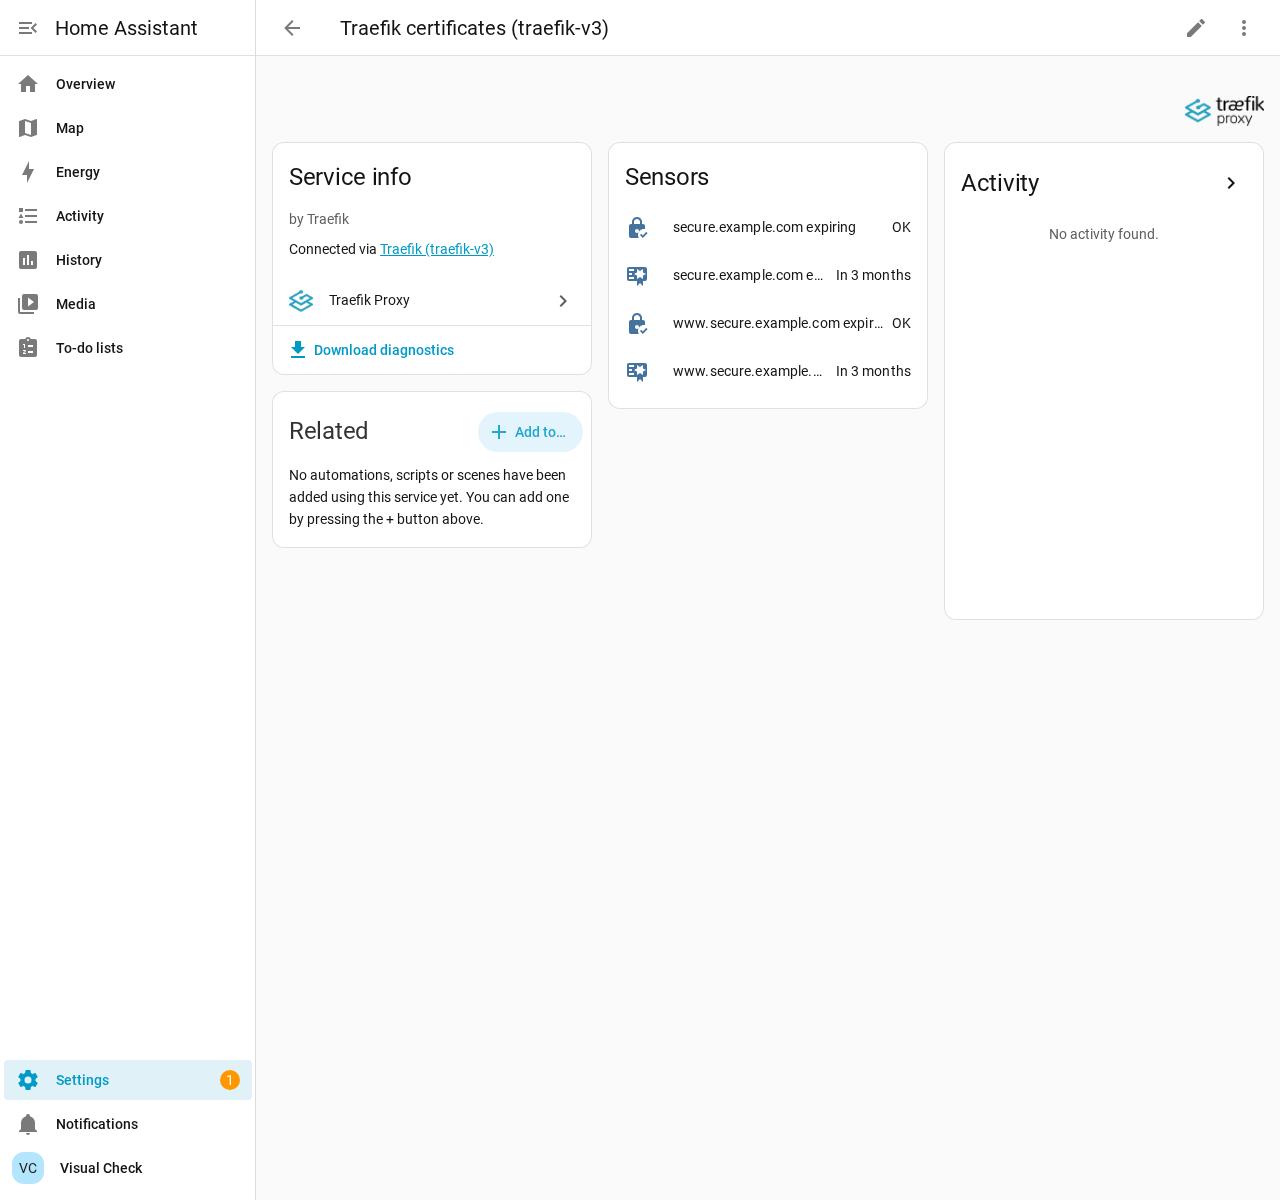 Home Assistant
Traefik certificates (traefik-v3)
Overview
Map
Energy
Activity
History
Media
To-do lists
træfik
proxy
Service info
by Traefik
Connected via Traefik (traefik-v3)
Traefik Proxy
Download diagnostics
Related
Add to…
No automations, scripts or scenes have been
added using this service yet. You can add one
by pressing the + button above.
Sensors
secure.example.com expiring OK
secure.example.com e… In 3 months
www.secure.example.com expir… OK
www.secure.example.… In 3 months
Activity
No activity found.
Settings 1
Notifications
VC Visual Check